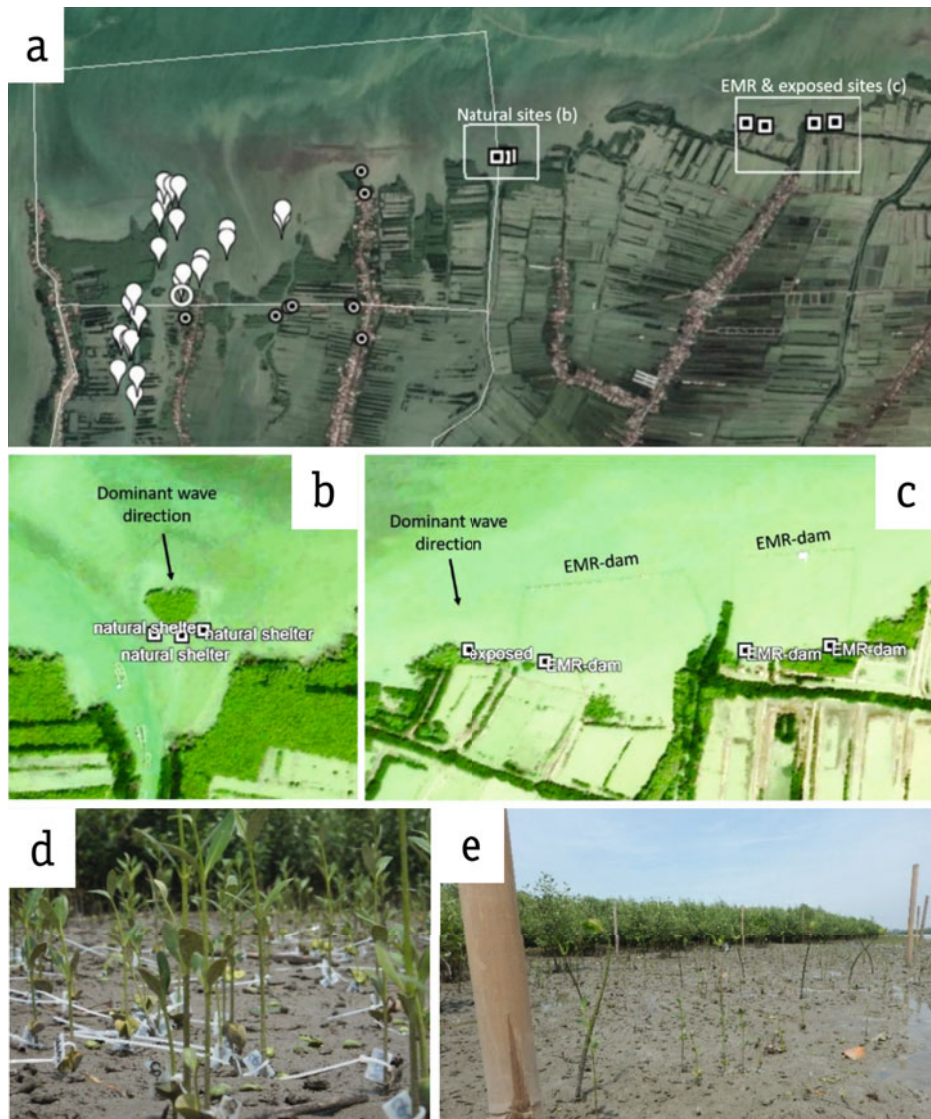 a
Natural sites (b)
EMR & exposed sites (c)
b
Dominant wave
direction
natural shelter
natural shelter
natural shelter
c
Dominant wave
direction
EMR-dam
EMR-dam
exposed
EMR-dam
EMR-dam
EMR-dam
d
e